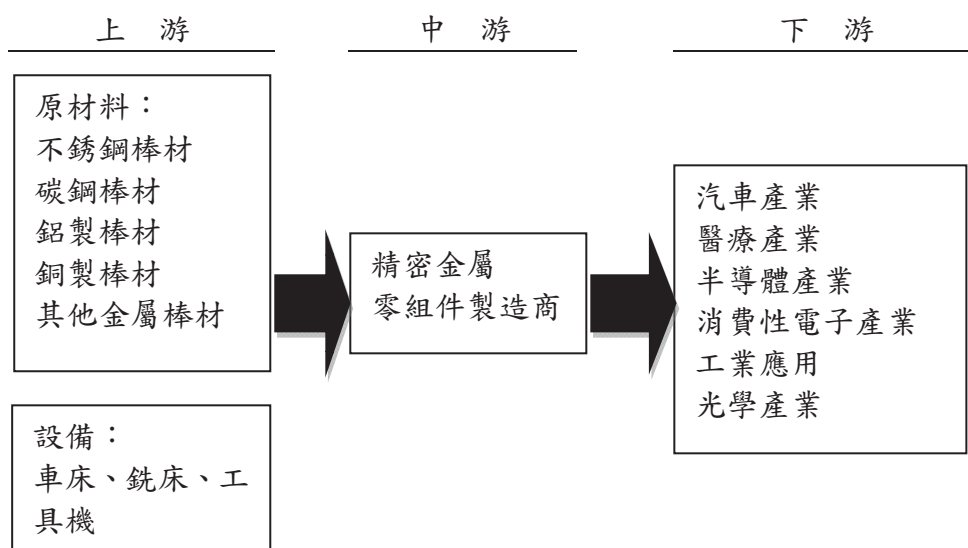 上　游
中　游
下　游
原材料：
不銹鋼棒材
碳鋼棒材
鋁製棒材
銅製棒材
其他金屬棒材
設備：
車床、銑床、工
具機
精密金屬
零組件製造商
汽車產業
醫療產業
半導體產業
消費性電子產業
工業應用
光學產業